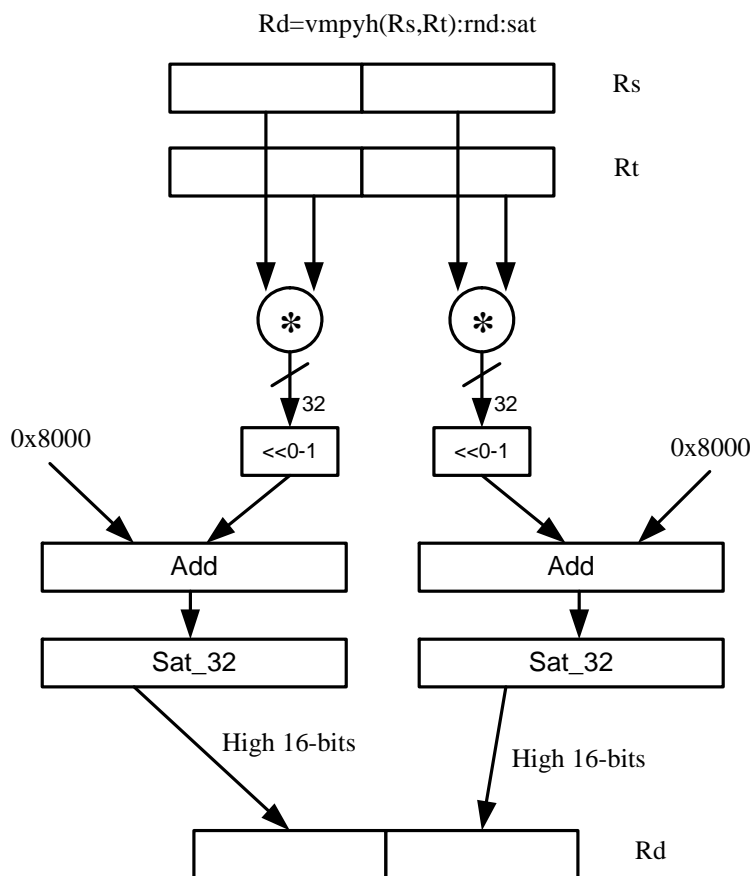 Rd=vmpyh(Rs,Rt):rnd:sat
Rs
Rt
* *
32 32
0x8000 <<0-1 <<0-1 0x8000
Add Add
Sat_32 Sat_32
High 16-bits High 16-bits
Rd